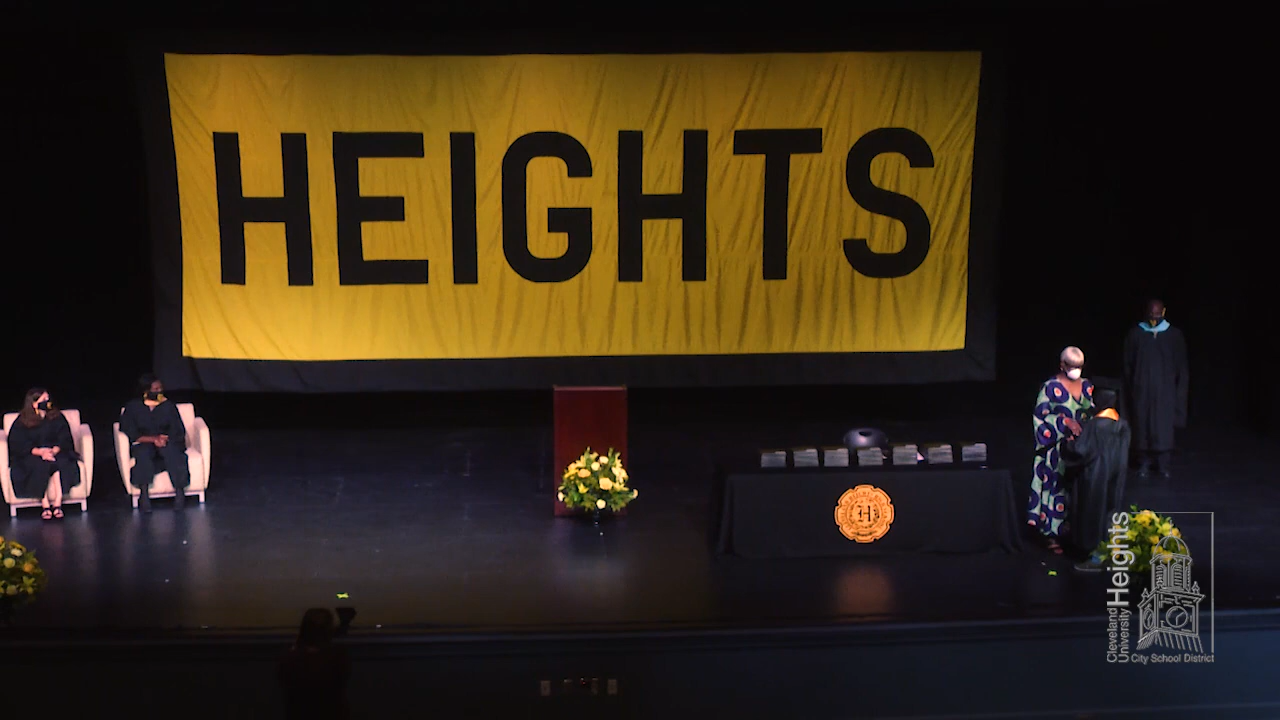 HEIGHTS
H
Cleveland
University
Heights
City School District